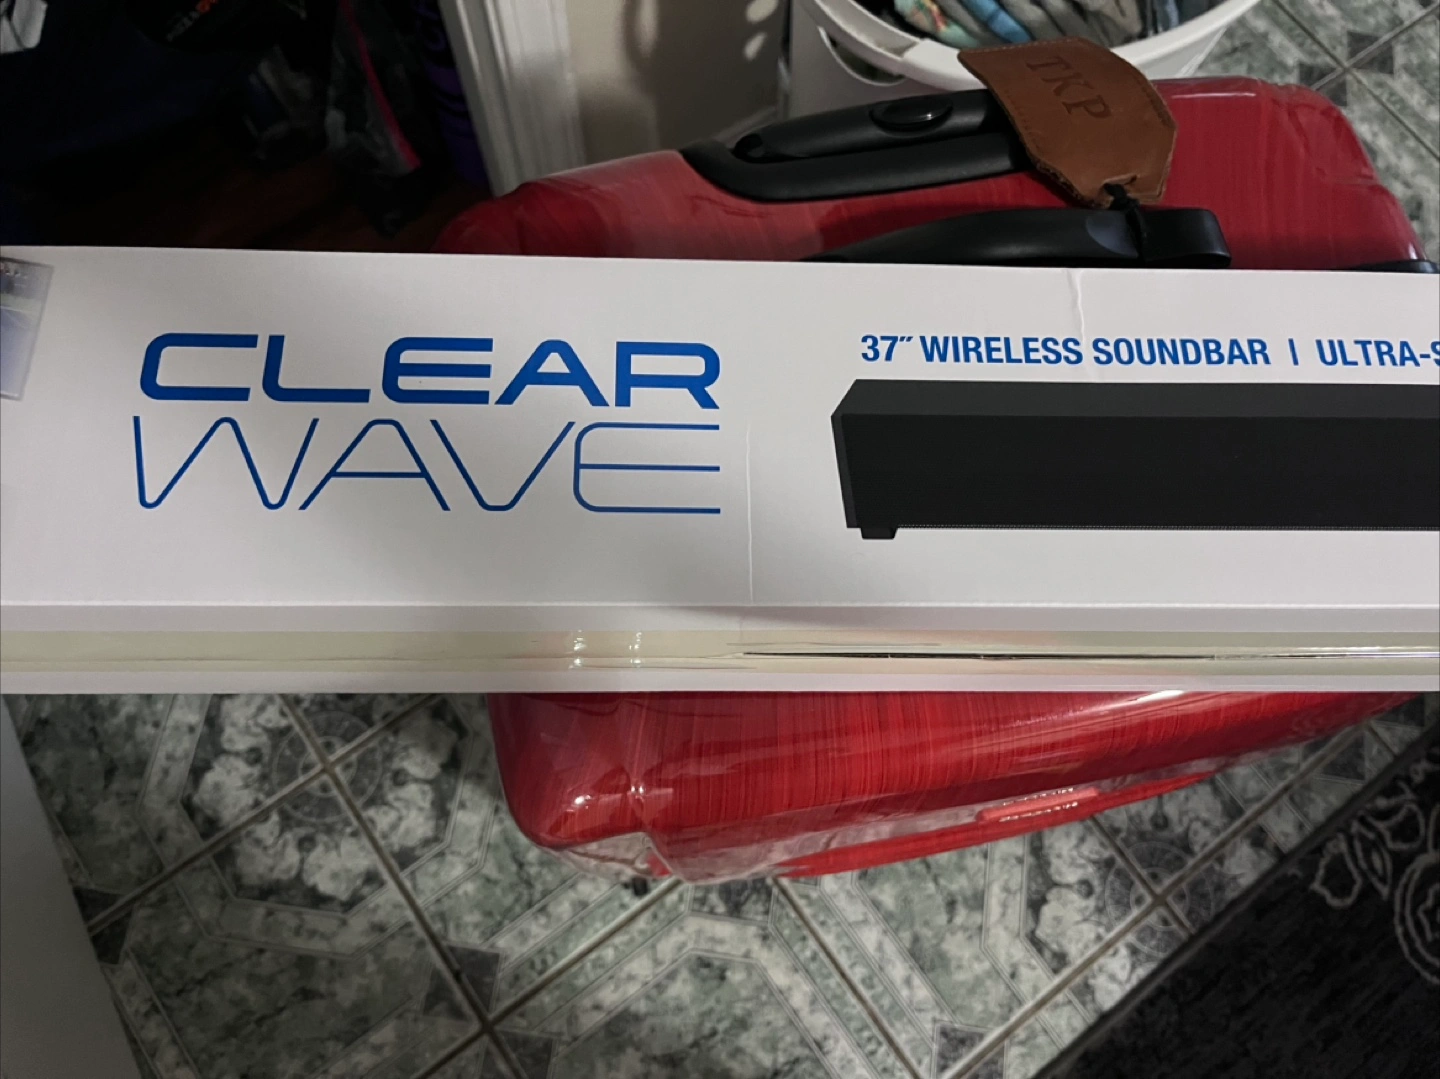 TKP
CLEAR
WAVE
37″ WIRELESS SOUNDBAR | ULTRA-S